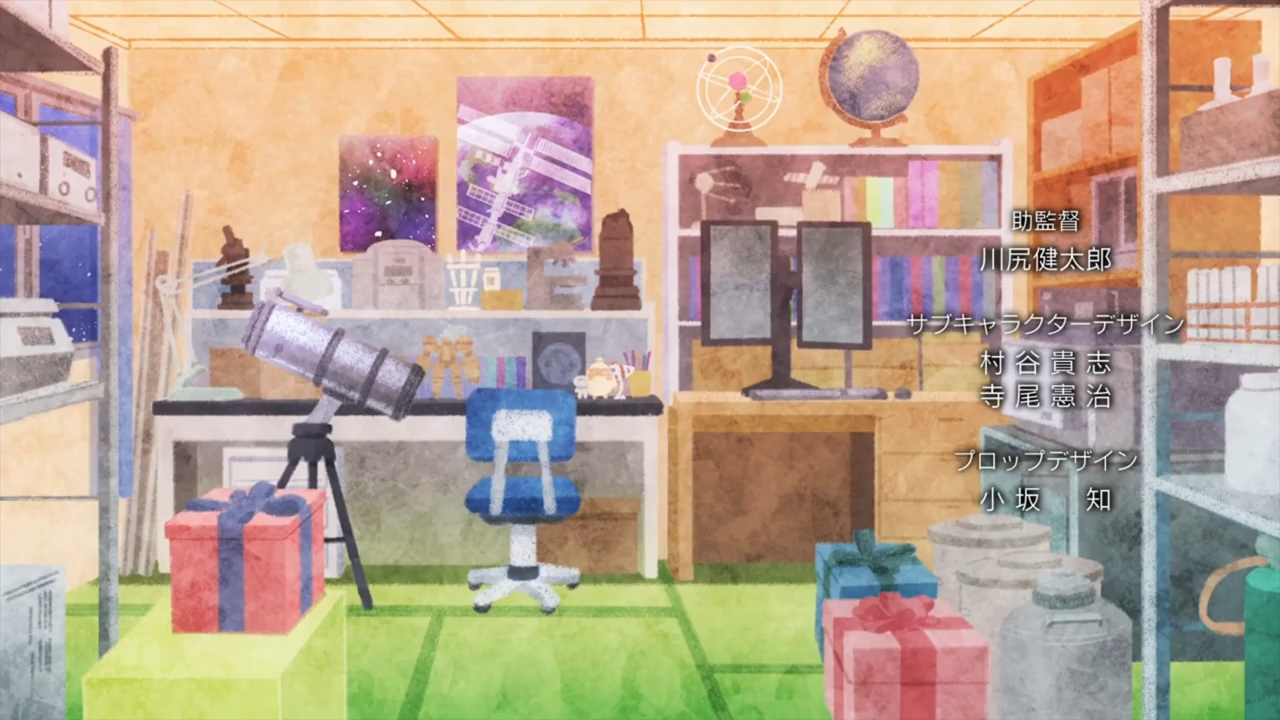 助監督
川尻健太郎
サブキャラクターデザイン
村谷貴志
寺尾憲治
プロップデザイン
小坂　知